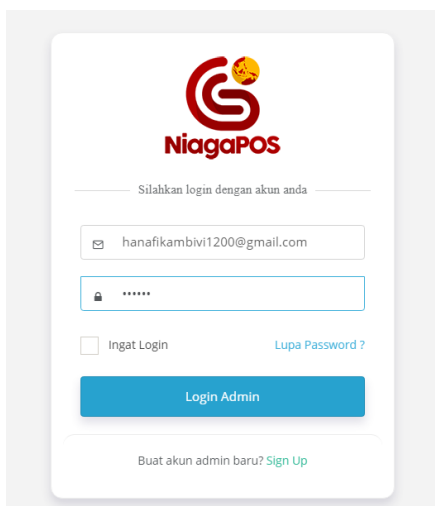 NiagaPOS
Silahkan login dengan akun anda
hanafikambivi1200@gmail.com
••••••
Ingat Login
Lupa Password ?
Login Admin
Buat akun admin baru? Sign Up